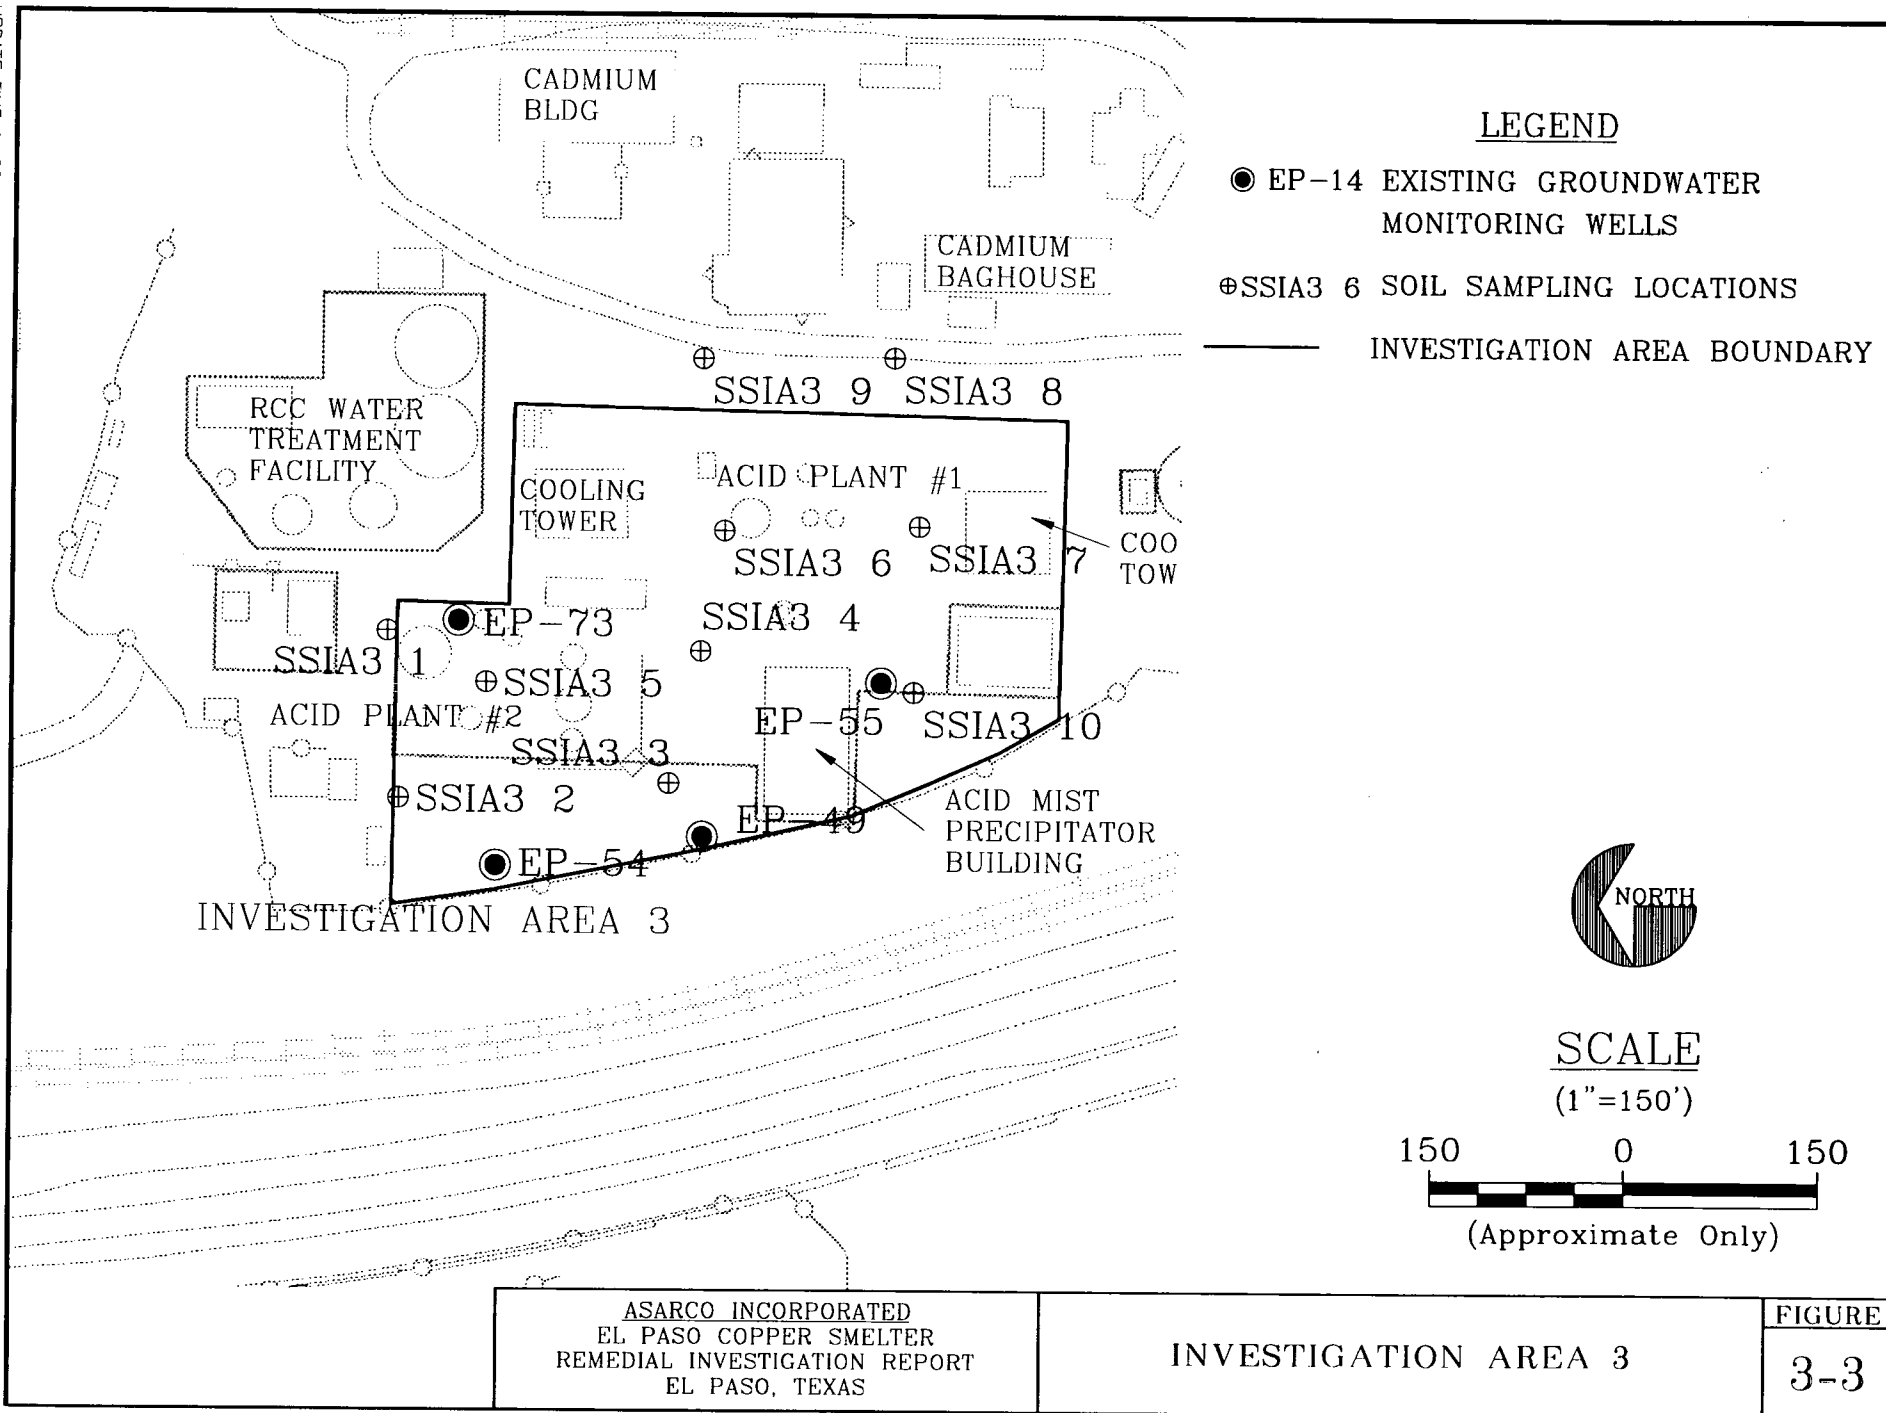 CADMIUM
BLDG
CADMIUM
BAGHOUSE
SSIA3 9
SSIA3 8
RCC WATER
TREATMENT
FACILITY
COOLING
TOWER
ACID PLANT #1
COO
TOW
SSIA3 6
SSIA3 7
SSIA3 4
EP-73
SSIA3 1
SSIA3 5
ACID PLANT #2
EP-55
SSIA3 10
SSIA3 3
SSIA3 2
EP-49
EP-54
ACID MIST
PRECIPITATOR
BUILDING
INVESTIGATION AREA 3
LEGEND
EP-14 EXISTING GROUNDWATER
MONITORING WELLS
SSIA3 6 SOIL SAMPLING LOCATIONS
INVESTIGATION AREA BOUNDARY
NORTH
SCALE
(1"=150')
150 0 150
(Approximate Only)
ASARCO INCORPORATED
EL PASO COPPER SMELTER
REMEDIAL INVESTIGATION REPORT
EL PASO, TEXAS
INVESTIGATION AREA 3
FIGURE
3-3